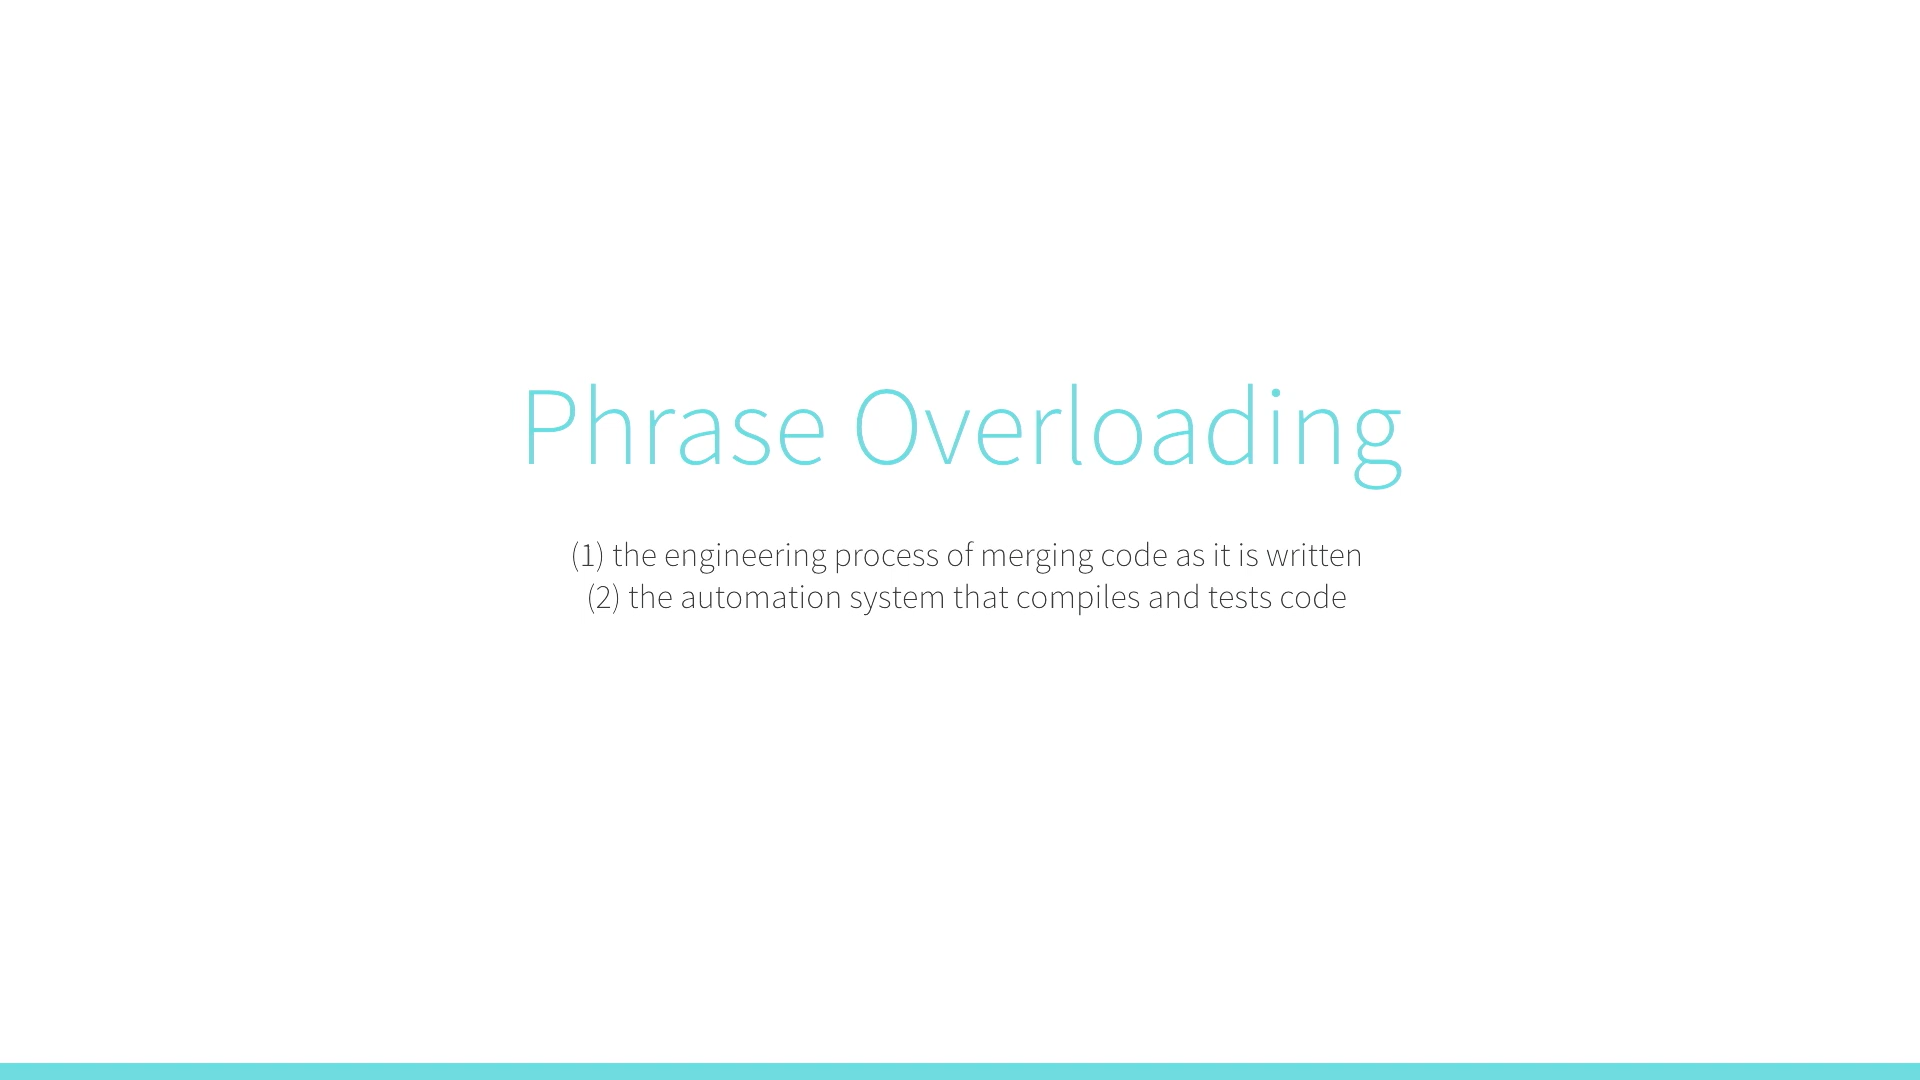 Phrase Overloading
(1) the engineering process of merging code as it is written
(2) the automation system that compiles and tests code